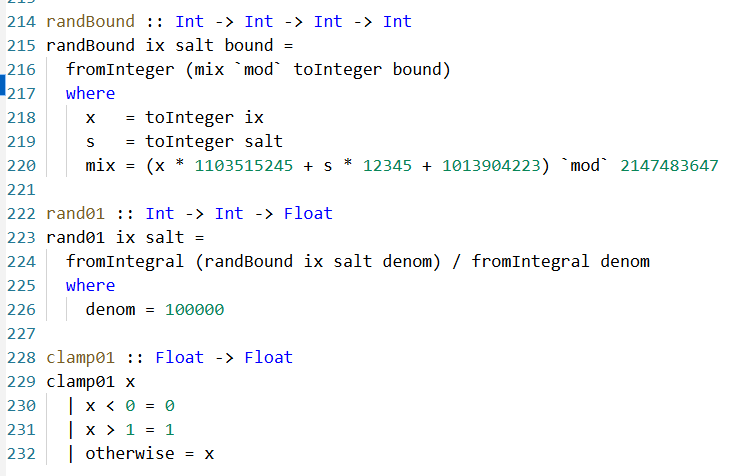 214 randBound :: Int -> Int -> Int -> Int
215 randBound ix salt bound =
216   fromInteger (mix `mod` toInteger bound)
217   where
218     x   = toInteger ix
219     s   = toInteger salt
220     mix = (x * 1103515245 + s * 12345 + 1013904223) `mod` 2147483647
221
222 rand01 :: Int -> Int -> Float
223 rand01 ix salt =
224   fromIntegral (randBound ix salt denom) / fromIntegral denom
225   where
226     denom = 100000
227
228 clamp01 :: Float -> Float
229 clamp01 x
230   | x < 0 = 0
231   | x > 1 = 1
232   | otherwise = x